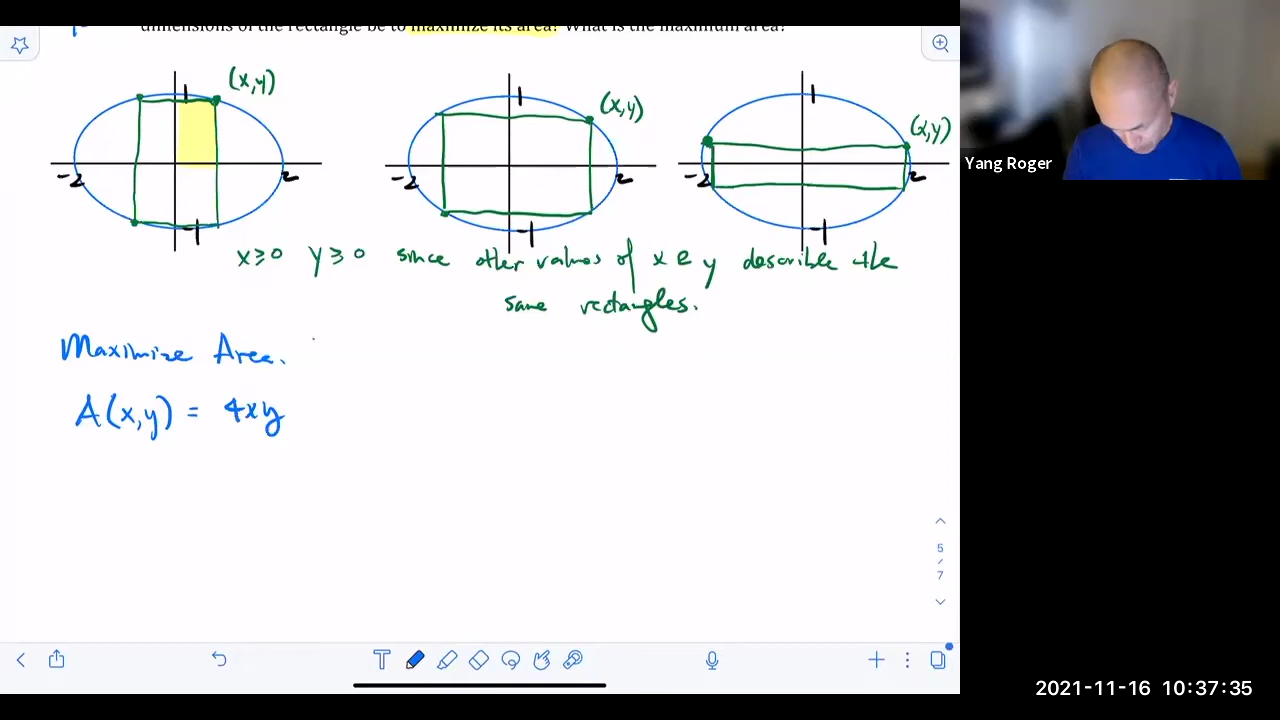 dimensions of the rectangle be to maximize its area? What is the maximum area?
(x,y)
1
-2
2
-1
(x,y)
1
-2
2
-1
(x,y)
1
-2
2
-1
Yang Roger
x≥0 y≥0 since other values of x & y describle the
same rectangles.
Maximize Area.
A(x,y) = 4xy
5
/
7
T
2021-11-16 10:37:35